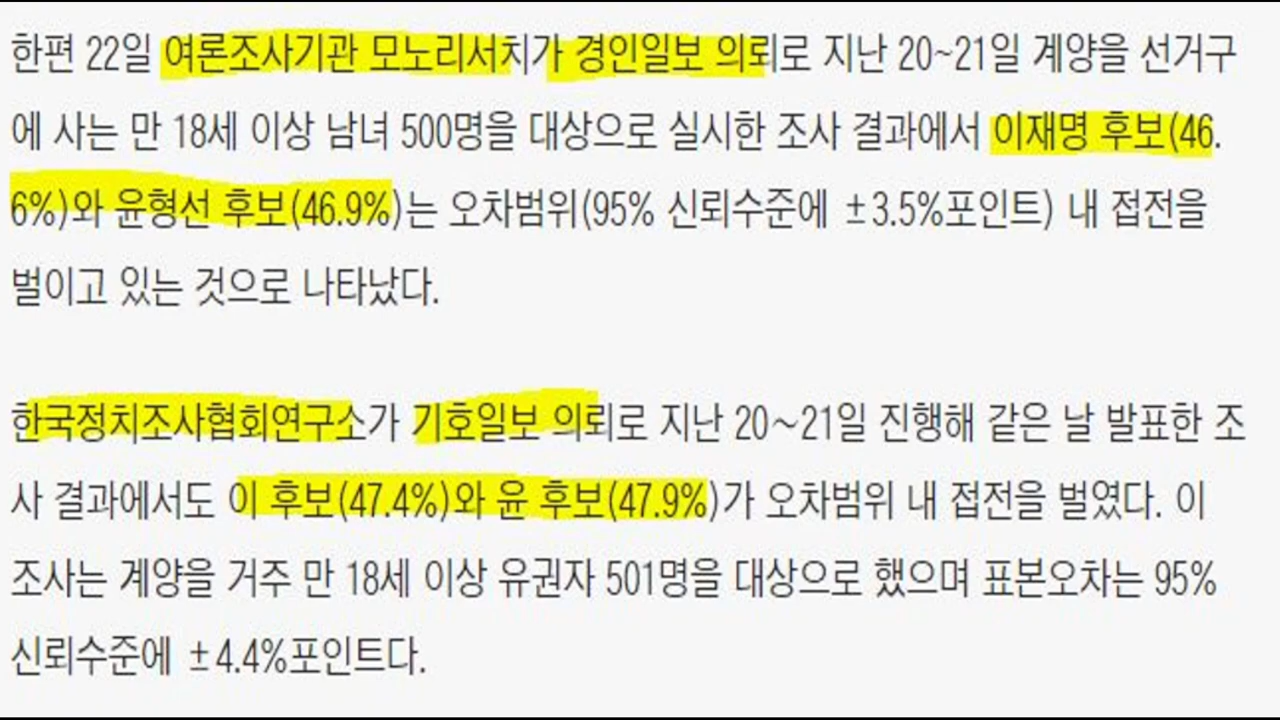 한편 22일 여론조사기관 모노리서치가 경인일보 의뢰로 지난 20~21일 계양을 선거구
에 사는 만 18세 이상 남녀 500명을 대상으로 실시한 조사 결과에서 이재명 후보(46.
6%)와 윤형선 후보(46.9%)는 오차범위(95% 신뢰수준에 ±3.5%포인트) 내 접전을
벌이고 있는 것으로 나타났다.
한국정치조사협회연구소가 기호일보 의뢰로 지난 20～21일 진행해 같은 날 발표한 조
사 결과에서도 이 후보(47.4%)와 윤 후보(47.9%)가 오차범위 내 접전을 벌였다. 이
조사는 계양을 거주 만 18세 이상 유권자 501명을 대상으로 했으며 표본오차는 95%
신뢰수준에 ±4.4%포인트다.